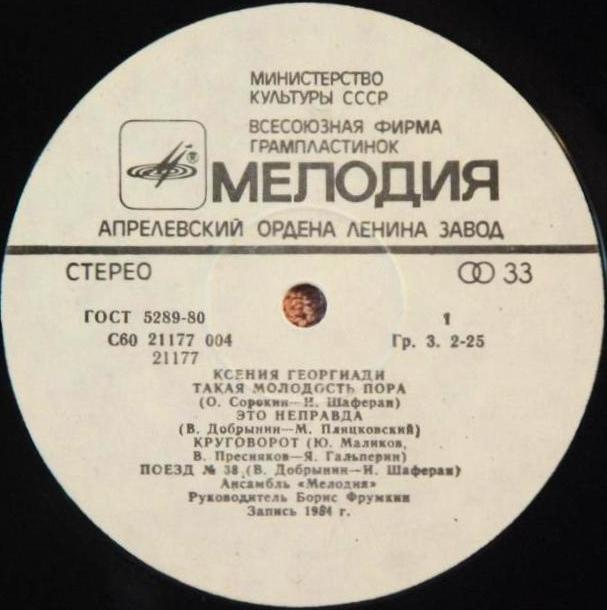 МИНИСТЕРСТВО
КУЛЬТУРЫ СССР
ВСЕСОЮЗНАЯ ФИРМА
ГРАМПЛАСТИНОК
МЕЛОДИЯ
АПРЕЛЕВСКИЙ ОРДЕНА ЛЕНИНА ЗАВОД
СТЕРЕО
33
ГОСТ 5289-80
1
С60 21177 004
Гр. 3. 2-25
21177
КСЕНИЯ ГЕОРГИАДИ
ТАКАЯ МОЛОДОСТЬ ПОРА
(О. Сорокин—И. Шаферан)
ЭТО НЕПРАВДА
(В. Добрынин—М. Пляцковский)
КРУГОВОРОТ (Ю. Маликов,
В. Пресняков—Я. Гальперин)
ПОЕЗД № 38 (В. Добрынин—И. Шаферан)
Ансамбль «Мелодия»
Руководитель Борис Фрумкин
Запись 1984 г.